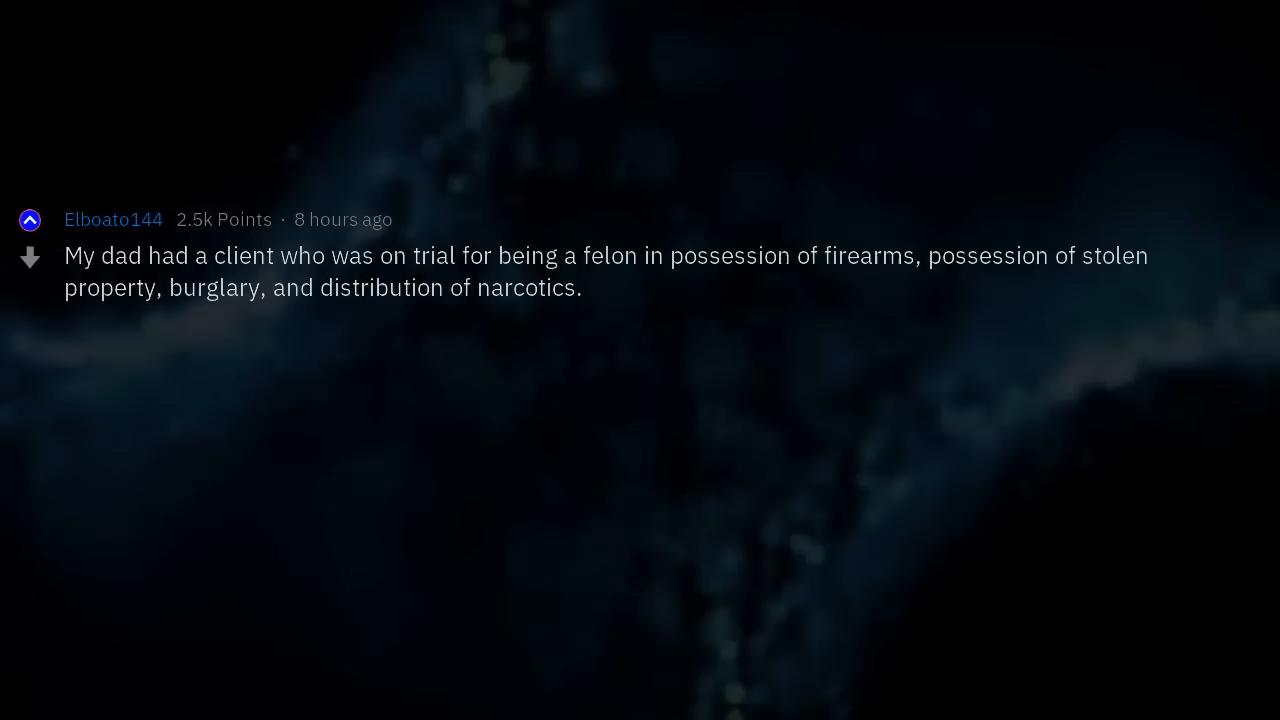 Elboato144 2.5k Points · 8 hours ago
My dad had a client who was on trial for being a felon in possession of firearms, possession of stolen
property, burglary, and distribution of narcotics.